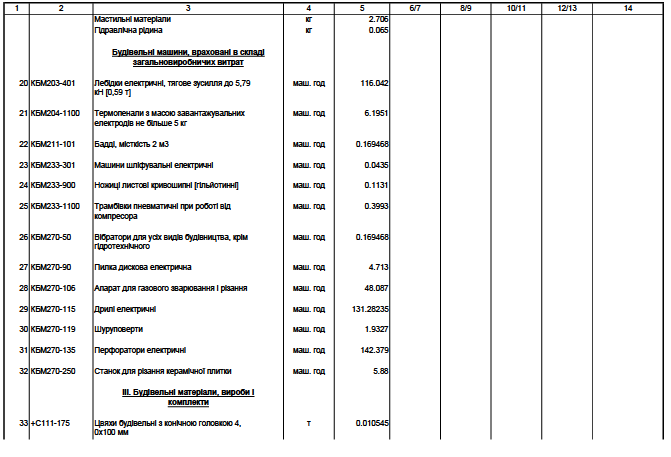 1 2 3 4 5 6/7 8/9 10/11 12/13 14
Мастильні матеріали кг 2.706
Гідравлічна рідина кг 0.065
Будівельні машини, враховані в складі
загальновиробничих витрат
20 КБМ203-401 Лебідки електричні, тягове зусилля до 5,79 маш. год 116.042
кН [0,59 т]
21 КБМ204-1100 Термопенали з масою завантажувальних маш. год 6.1951
електродів не більше 5 кг
22 КБМ211-101 Бадді, місткість 2 м3 маш. год 0.169468
23 КБМ233-301 Машини шліфувальні електричні маш. год 0.0435
24 КБМ233-900 Ножиці листові кривошипні [гільйотинні] маш. год 0.1131
25 КБМ233-1100 Трамбівки пневматичні при роботі від маш. год 0.3993
компресора
26 КБМ270-50 Вібратори для усіх видів будівництва, крім маш. год 0.169468
гідротехнічного
27 КБМ270-90 Пилка дискова електрична маш. год 4.713
28 КБМ270-106 Апарат для газового зварювання і різання маш. год 48.087
29 КБМ270-115 Дрилі електричні маш. год 131.28235
30 КБМ270-119 Шуруповерти маш. год 1.9327
31 КБМ270-135 Перфоратори електричні маш. год 142.379
32 КБМ270-250 Станок для різання керамічної плитки маш. год 5.88
III. Будівельні матеріали, вироби і
комплекти
33 +С111-175 Цвяхи будівельні з конічною головкою 4, т 0.010545
0х100 мм